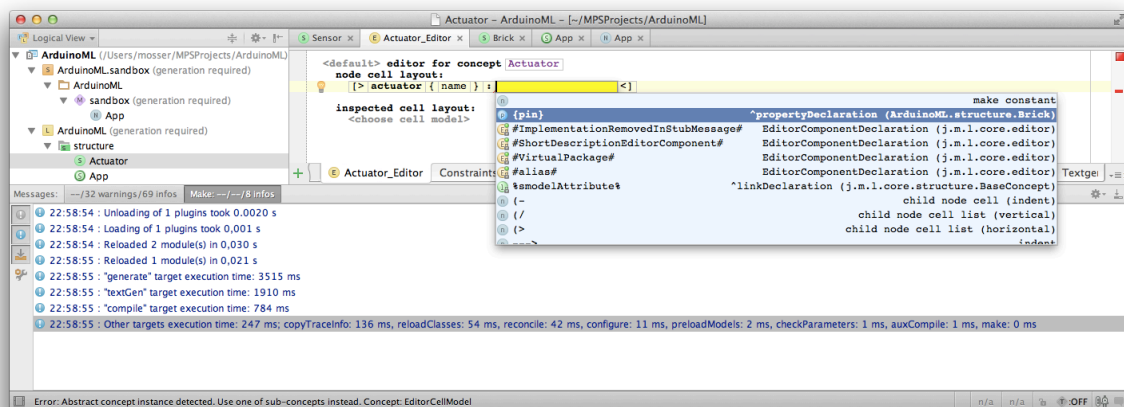 Actuator – ArduinoML – [~/MPSProjects/ArduinoML]
Logical View
Sensor × Actuator_Editor × Brick × App × App ×
ArduinoML (/Users/mosser/MPSProjects/ArduinoML)
ArduinoML.sandbox (generation required)
ArduinoML
sandbox (generation required)
App
ArduinoML (generation required)
structure
Actuator
App
<default> editor for concept Actuator
node cell layout:
[> actuator { name } : <]
inspected cell layout:
<choose cell model>
make constant
{pin} ^propertyDeclaration (ArduinoML.structure.Brick)
#ImplementationRemovedInStubMessage# EditorComponentDeclaration (j.m.l.core.editor)
#ShortDescriptionEditorComponent# EditorComponentDeclaration (j.m.l.core.editor)
#VirtualPackage# EditorComponentDeclaration (j.m.l.core.editor)
#alias# EditorComponentDeclaration (j.m.l.core.editor)
%smodelAttribute% ^linkDeclaration (j.m.l.core.structure.BaseConcept)
(- child node cell (indent)
(/ child node cell list (vertical)
(> child node cell list (horizontal)
---> indent
+ Actuator_Editor Constraints Textgen
Messages: --/32 warnings/69 infos Make: --/--/8 infos
22:58:54 : Unloading of 1 plugins took 0.0020 s
22:58:54 : Loading of 1 plugins took 0,001 s
22:58:54 : Reloaded 2 module(s) in 0,030 s
22:58:55 : Reloaded 1 module(s) in 0,021 s
22:58:55 : "generate" target execution time: 3515 ms
22:58:55 : "textGen" target execution time: 1910 ms
22:58:55 : "compile" target execution time: 784 ms
22:58:55 : Other targets execution time: 247 ms; copyTraceInfo: 136 ms, reloadClasses: 54 ms, reconcile: 42 ms, configure: 11 ms, preloadModels: 2 ms, checkParameters: 1 ms, auxCompile: 1 ms, make: 0 ms
Error: Abstract concept instance detected. Use one of sub-concepts instead. Concept: EditorCellModel
n/a n/a T:OFF